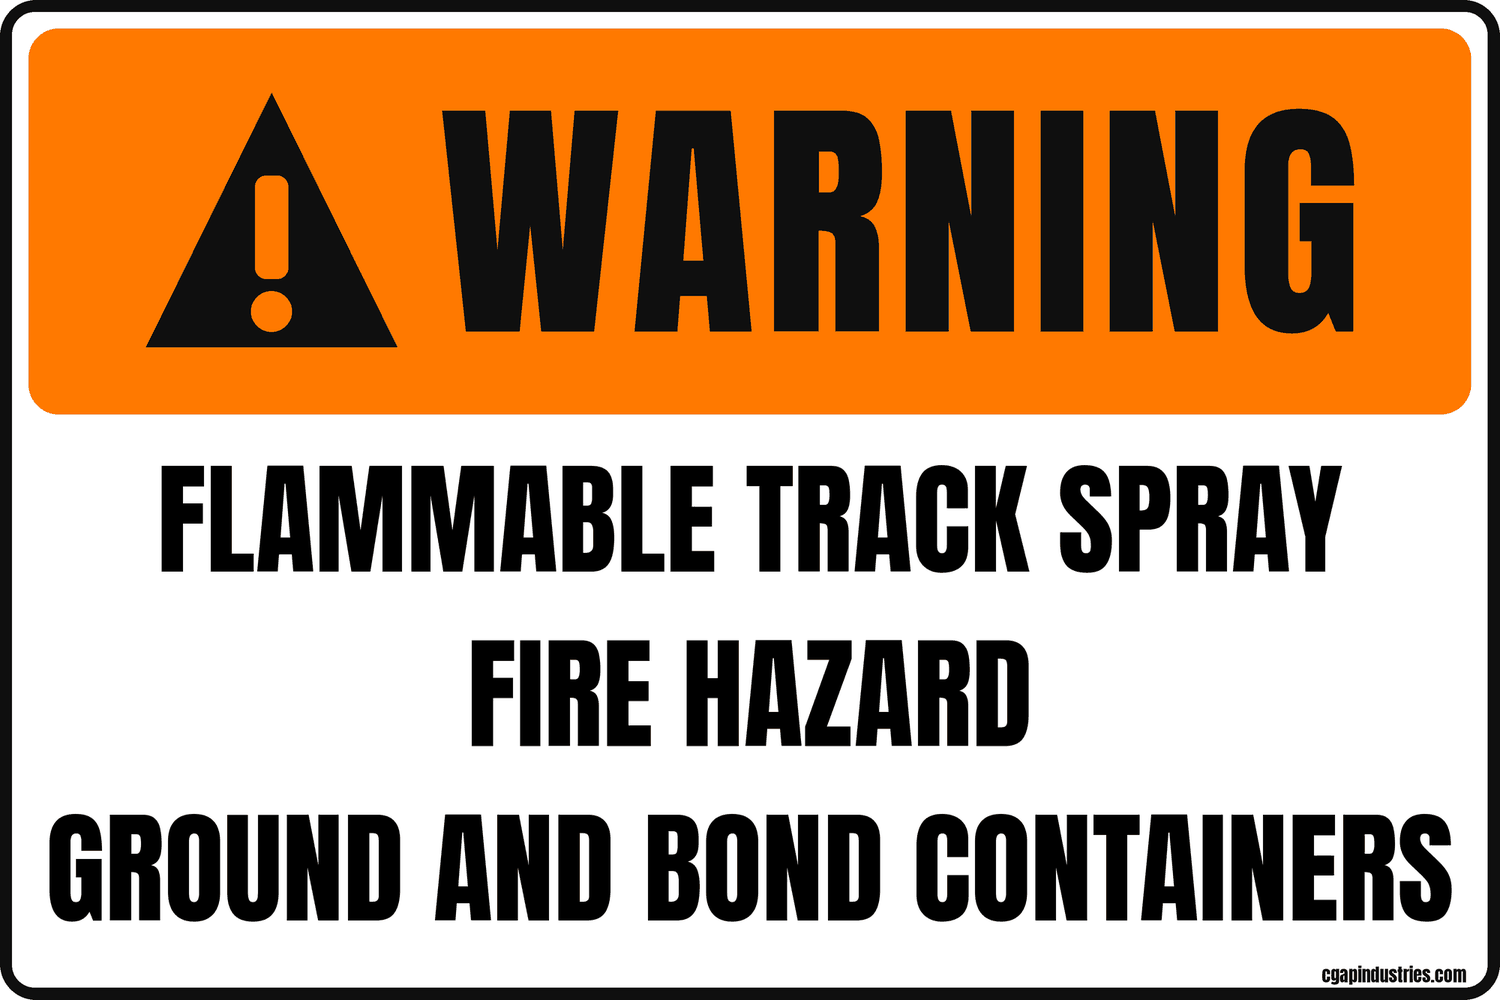 WARNING
FLAMMABLE TRACK SPRAY
FIRE HAZARD
GROUND AND BOND CONTAINERS
cgapindustries.com